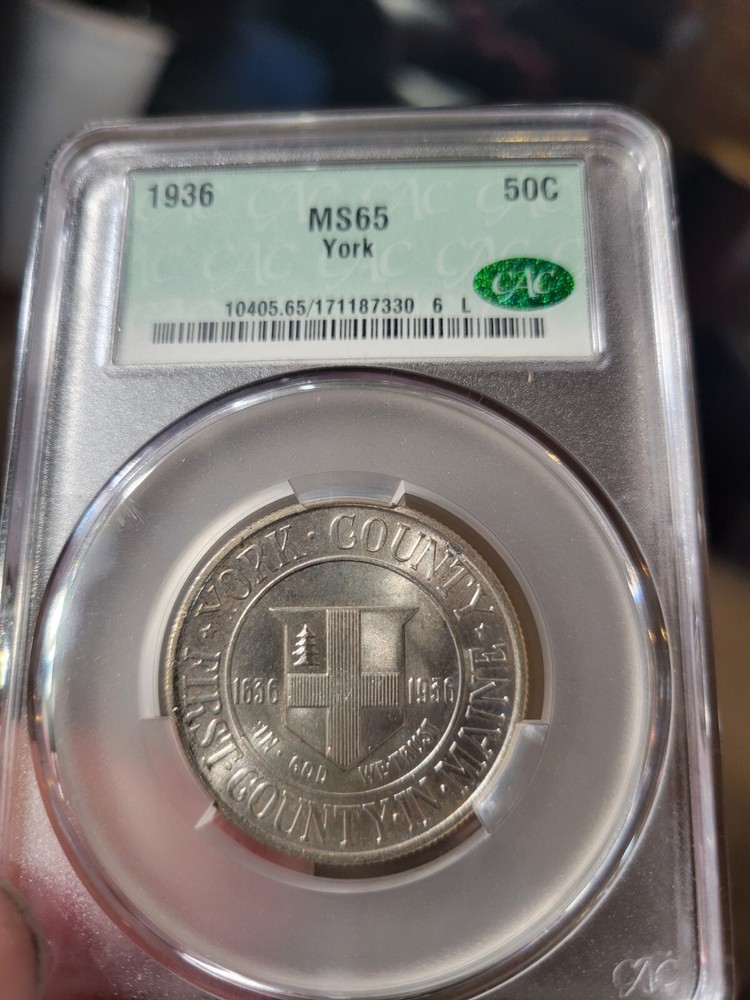 1936 50C
MS65
York
CAC
10405.65/171187330 6 L
YORK · COUNTY
FIRST · COUNTY · IN · MAINE
1636 1936
IN · GOD WE · TRUST
CAC